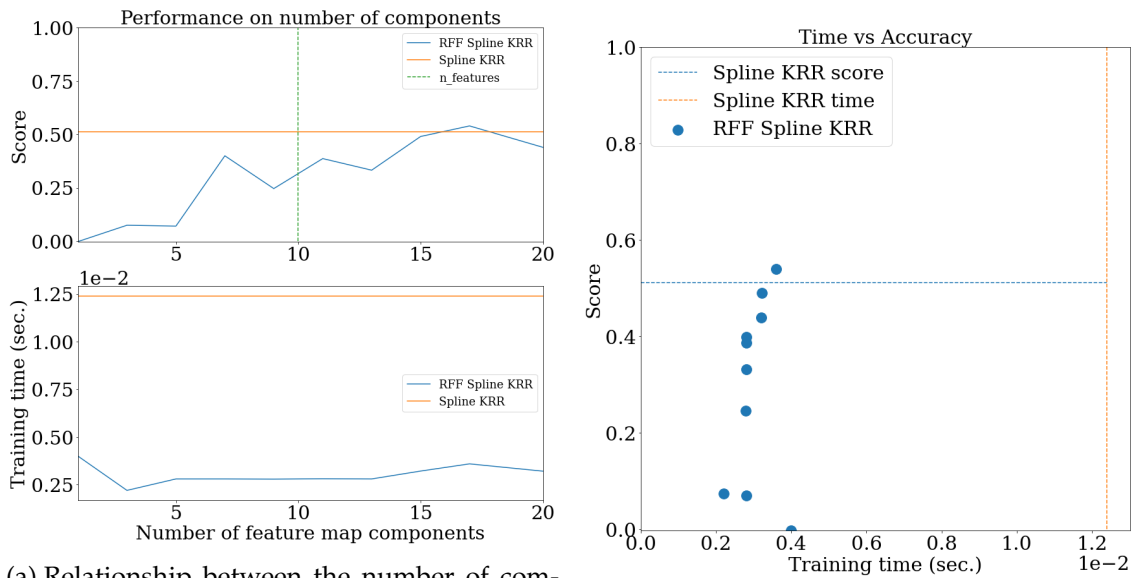 Performance on number of components
1.00
0.75
0.50
0.25
0.00
Score
RFF Spline KRR
Spline KRR
n_features
5
10
15
20
1e−2
1.25
1.00
0.75
0.50
0.25
Training time (sec.)
RFF Spline KRR
Spline KRR
5
10
15
20
Number of feature map components
(a) Relationship between the number of com-
Time vs Accuracy
1.0
0.8
0.6
0.4
0.2
0.0
Score
Spline KRR score
Spline KRR time
RFF Spline KRR
0.0
0.2
0.4
0.6
0.8
1.0
1.2
Training time (sec.)
1e−2